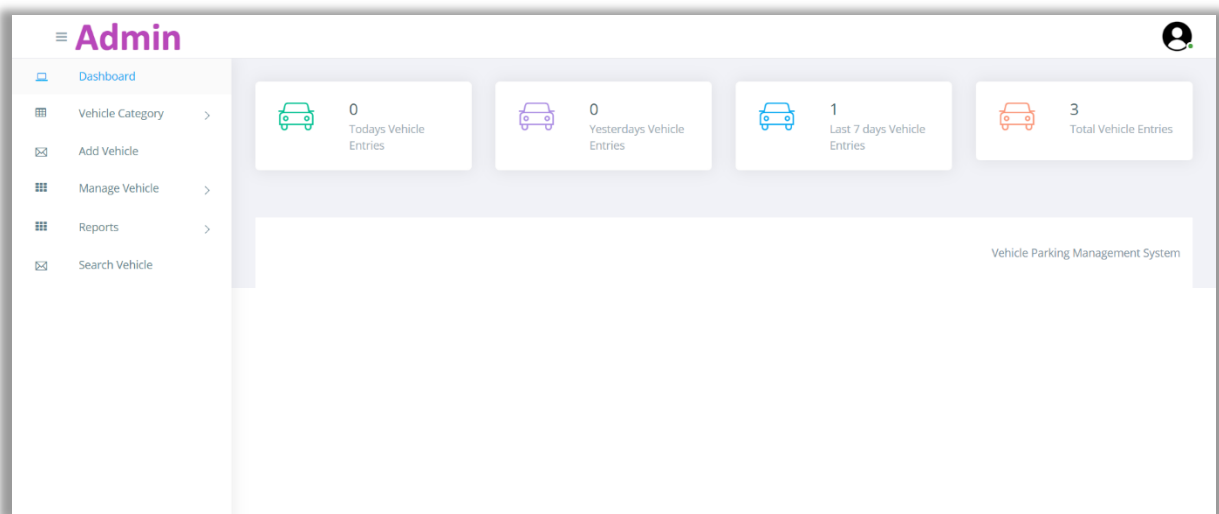 Admin
Dashboard
Vehicle Category
Add Vehicle
Manage Vehicle
Reports
Search Vehicle
0
Todays Vehicle
Entries
0
Yesterdays Vehicle
Entries
1
Last 7 days Vehicle
Entries
3
Total Vehicle Entries
Vehicle Parking Management System